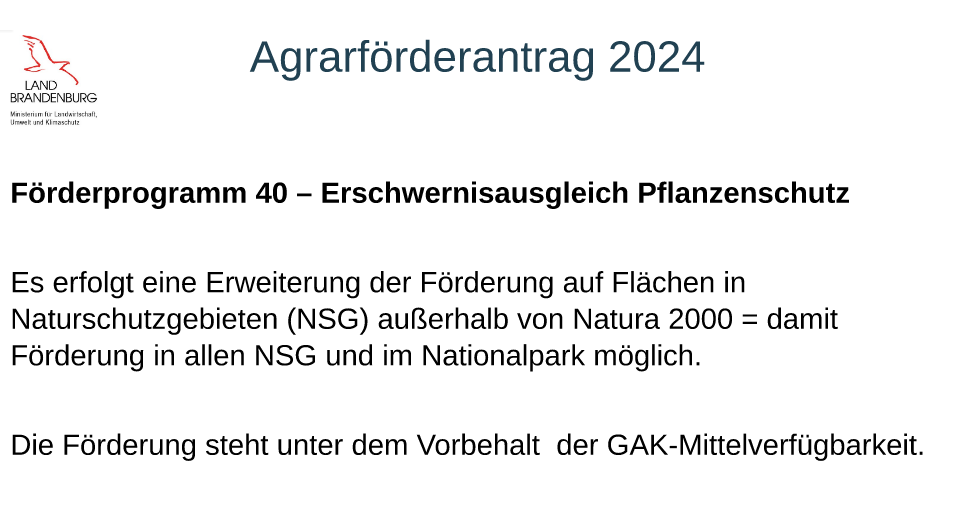 Agrarförderantrag 2024
LAND
BRANDENBURG
Ministerium für Landwirtschaft,
Umwelt und Klimaschutz
Förderprogramm 40 – Erschwernisausgleich Pflanzenschutz
Es erfolgt eine Erweiterung der Förderung auf Flächen in
Naturschutzgebieten (NSG) außerhalb von Natura 2000 = damit
Förderung in allen NSG und im Nationalpark möglich.
Die Förderung steht unter dem Vorbehalt  der GAK-Mittelverfügbarkeit.